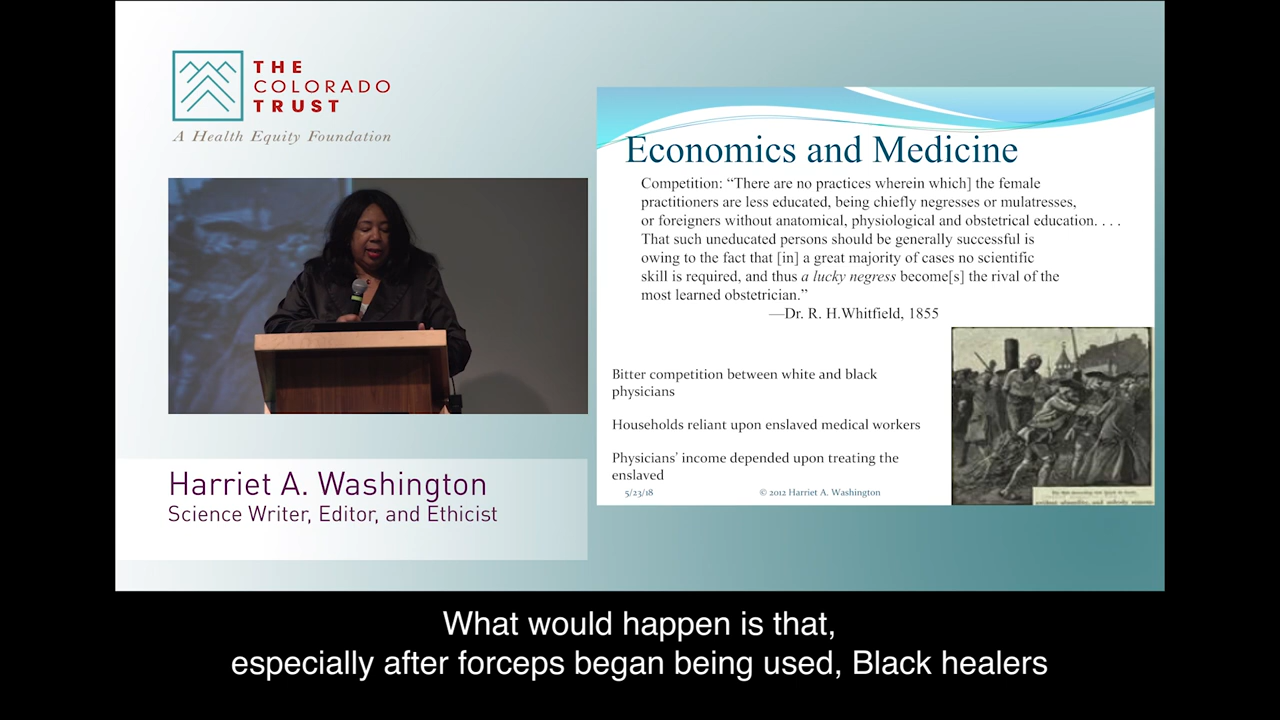 THE
COLORADO
TRUST
A Health Equity Foundation
Economics and Medicine
Competition: “There are no practices wherein which] the female
practitioners are less educated, being chiefly negresses or mulatresses,
or foreigners without anatomical, physiological and obstetrical education. . . .
That such uneducated persons should be generally successful is
owing to the fact that [in] a great majority of cases no scientific
skill is required, and thus a lucky negress become[s] the rival of the
most learned obstetrician.”
—Dr. R. H.Whitfield, 1855
Bitter competition between white and black
physicians
Households reliant upon enslaved medical workers
Physicians’ income depended upon treating the
enslaved
5/23/18
© 2012 Harriet A. Washington
Harriet A. Washington
Science Writer, Editor, and Ethicist
What would happen is that,
especially after forceps began being used, Black healers